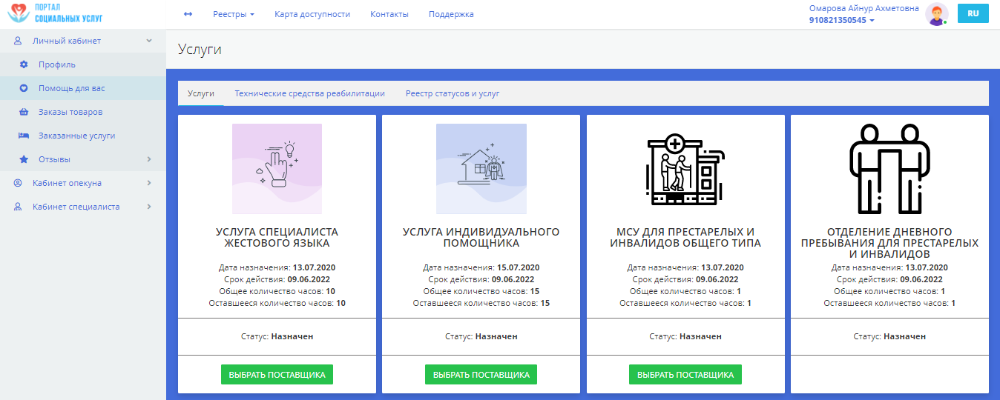 ПОРТАЛ
СОЦИАЛЬНЫХ УСЛУГ
Реестры
Карта доступности
Контакты
Поддержка
Омарова Айнур Ахметовна
910821350545
RU
Личный кабинет
Профиль
Помощь для вас
Заказы товаров
Заказанные услуги
Отзывы
Кабинет опекуна
Кабинет специалиста
Услуги
Услуги
Технические средства реабилитации
Реестр статусов и услуг
УСЛУГА СПЕЦИАЛИСТА
ЖЕСТОВОГО ЯЗЫКА
Дата назначения: 13.07.2020
Срок действия: 09.06.2022
Общее количество часов: 10
Оставшееся количество часов: 10
Статус: Назначен
ВЫБРАТЬ ПОСТАВЩИКА
УСЛУГА ИНДИВИДУАЛЬНОГО
ПОМОЩНИКА
Дата назначения: 15.07.2020
Срок действия: 09.06.2022
Общее количество часов: 15
Оставшееся количество часов: 15
Статус: Назначен
ВЫБРАТЬ ПОСТАВЩИКА
МСУ ДЛЯ ПРЕСТАРЕЛЫХ И
ИНВАЛИДОВ ОБЩЕГО ТИПА
Дата назначения: 13.07.2020
Срок действия: 09.06.2022
Общее количество часов: 1
Оставшееся количество часов: 1
Статус: Назначен
ВЫБРАТЬ ПОСТАВЩИКА
ОТДЕЛЕНИЕ ДНЕВНОГО
ПРЕБЫВАНИЯ ДЛЯ ПРЕСТАРЕЛЫХ
И ИНВАЛИДОВ
Дата назначения: 13.07.2020
Срок действия: 09.06.2022
Общее количество часов: 1
Оставшееся количество часов: 1
Статус: Назначен